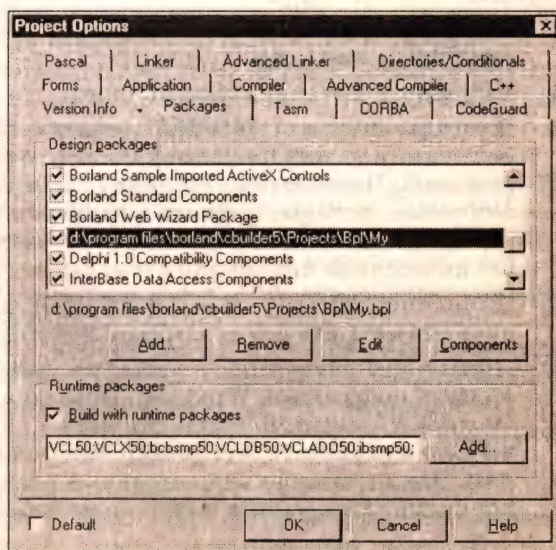 Project Options
Pascal Linker Advanced Linker Directories/Conditionals
Forms Application Compiler Advanced Compiler C++
Version Info Packages Tasm CORBA CodeGuard
Design packages
Borland Sample Imported ActiveX Controls
Borland Standard Components
Borland Web Wizard Package
d:\program files\borland\cbuilder5\Projects\Bpl\My
Delphi 1.0 Compatibility Components
InterBase Data Access Components
d:\program files\borland\cbuilder5\Projects\Bpl\My.bpl
Add... Remove Edit Components
Runtime packages
Build with runtime packages
VCL50;VCLX50;bcbsmp50;VCLDB50;VCLADO50;ibsmp50; Add...
Default OK Cancel Help